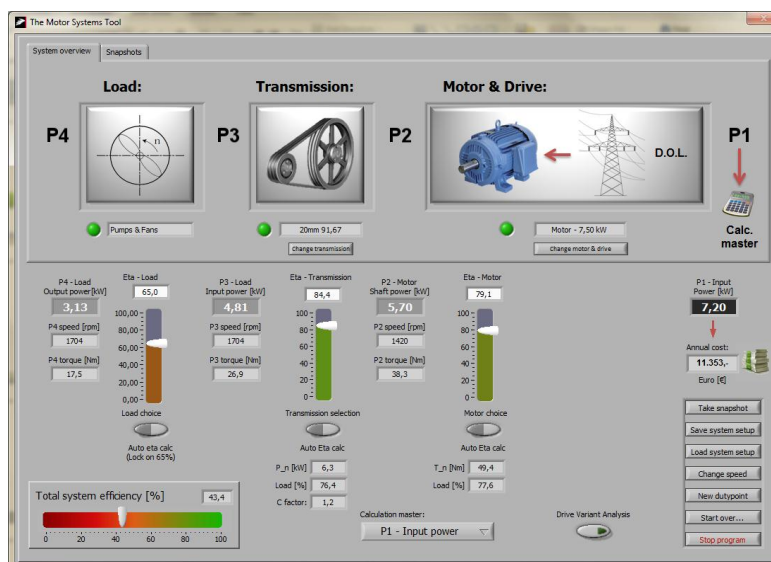 The Motor Systems Tool
System overview
Snapshots
Load:
Transmission:
Motor & Drive:
P4
P3
P2
P1
n
D.O.L.
Pumps & Fans
20mm 91,67
Motor - 7,50 kW
Change transmission
Change motor & drive
Calc.
master
P4 - Load
Output power[kW]
3,13
P4 speed [rpm]
1704
P4 torque [Nm]
17,5
Eta - Load
65,0
100,00
80,00
60,00
40,00
20,00
0,00
Load choice
Auto eta calc
(Lock on 65%)
P3 - Load
Input power[kW]
4,81
P3 speed [rpm]
1704
P3 torque [Nm]
26,9
Eta - Transmission
84,4
100
80
60
40
20
0
Transmission selection
Auto Eta calc
P_n [kW]
6,3
Load [%]
76,4
C factor:
1,2
P2 - Motor
Shaft power[kW]
5,70
P2 speed [rpm]
1420
P2 torque [Nm]
38,3
Eta - Motor
79,1
100
80
60
40
20
0
Motor choice
Auto Eta calc
T_n [Nm]
49,4
Load [%]
77,6
P1 - Input
Power [kW]
7,20
Annual cost:
11.353,-
Euro [€]
Take snapshot
Save system setup
Load system setup
Change speed
New dutypoint
Start over...
Stop program
Total system efficiency [%]
43,4
0 20 40 60 80 100
Calculation master:
P1 - Input power
Drive Variant Analysis